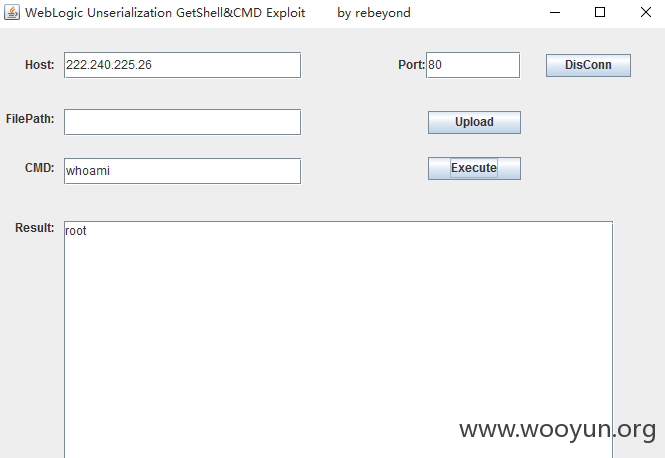 WebLogic Unserialization GetShell&CMD Exploit by rebeyond
Host: 222.240.225.26 Port: 80 DisConn
FilePath: Upload
CMD: whoami Execute
Result: root
www.wooyun.org